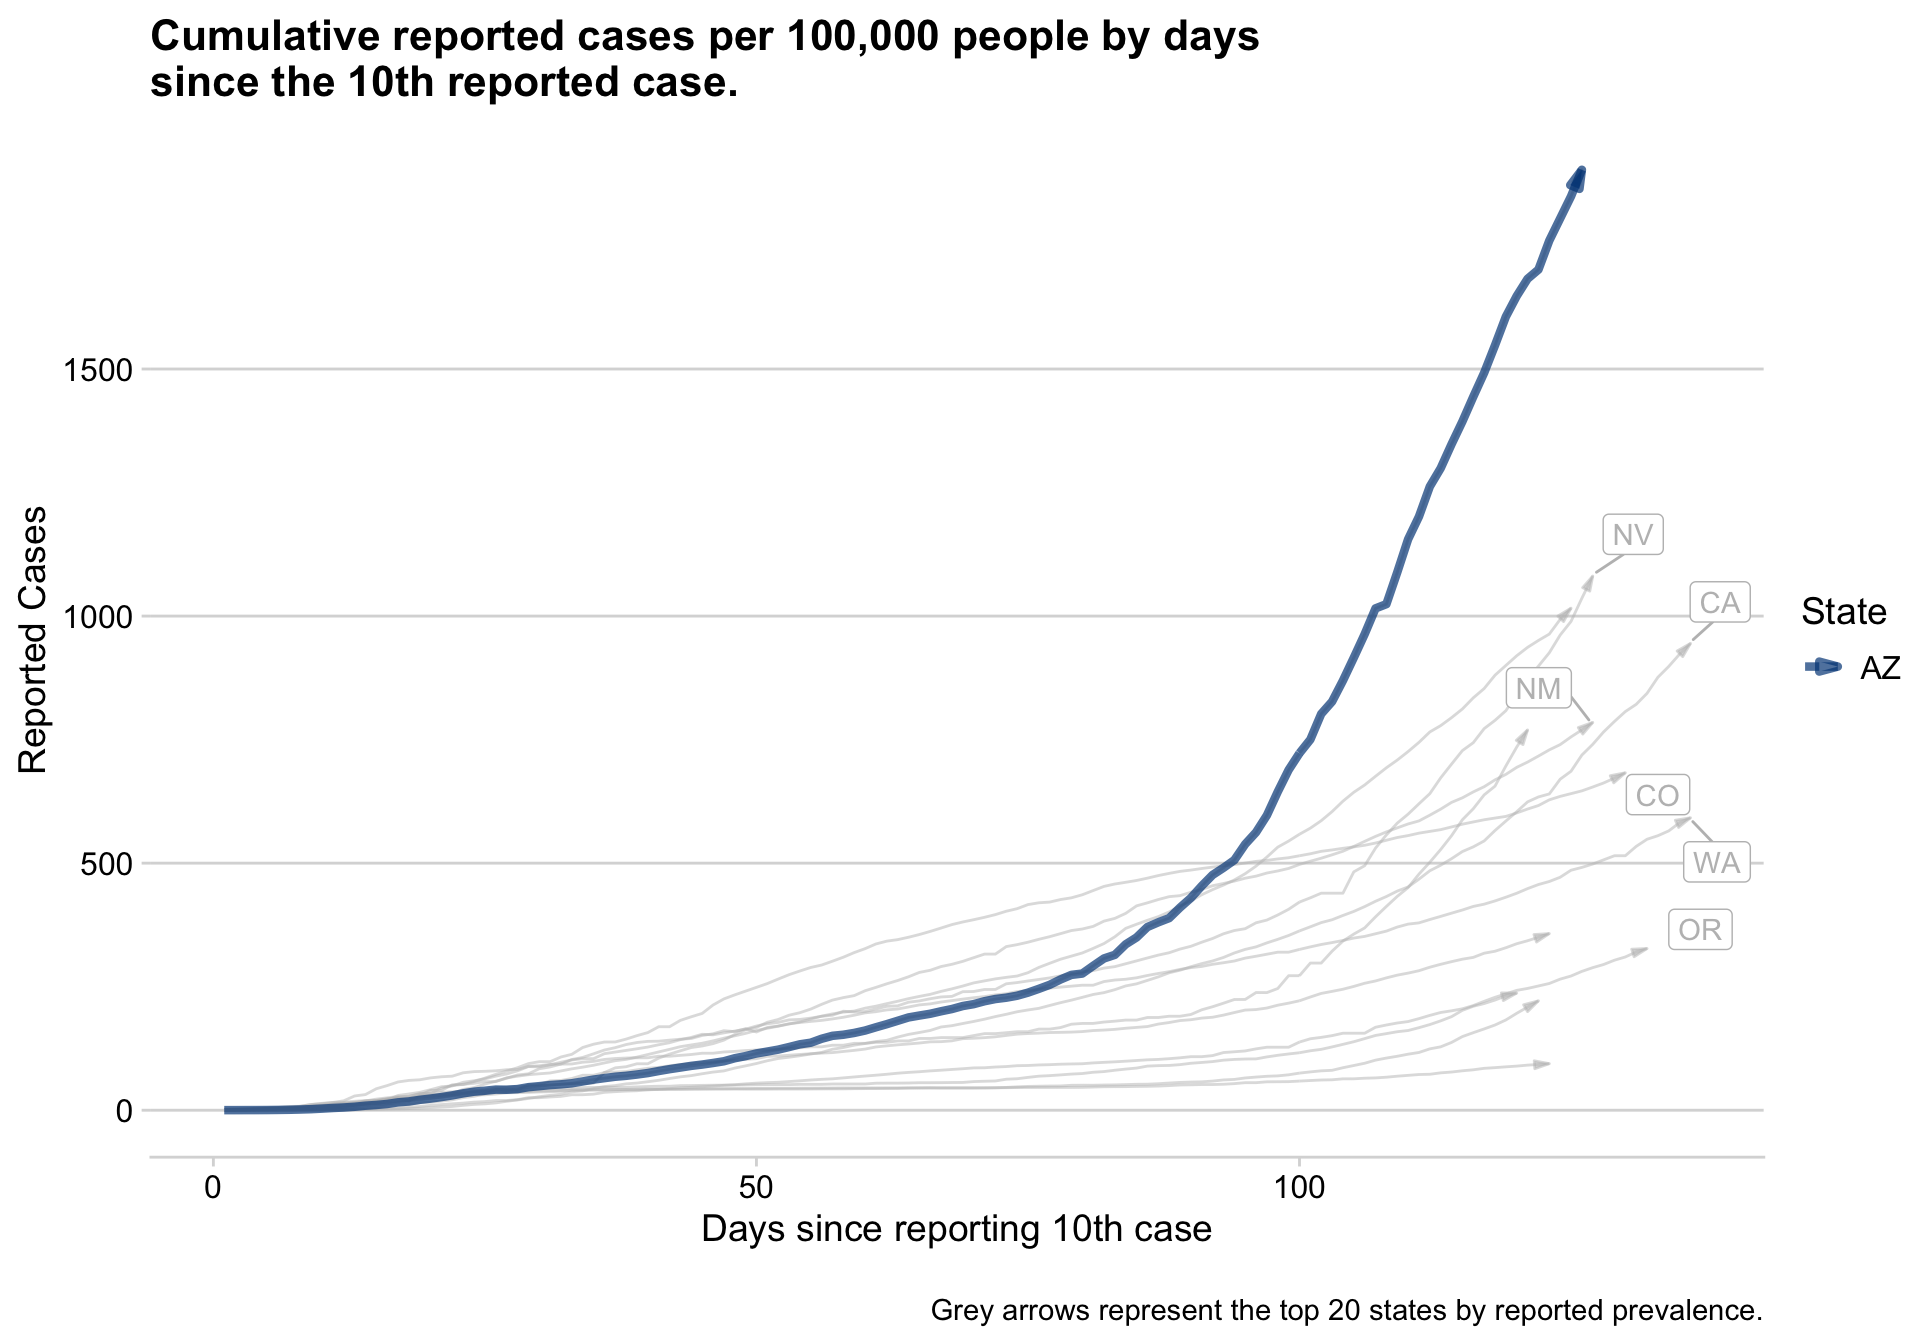 Cumulative reported cases per 100,000 people by days
since the 10th reported case.
1500
1000
500
0
Reported Cases
NV
CA
NM
CO
WA
OR
State
AZ
0 50 100
Days since reporting 10th case
Grey arrows represent the top 20 states by reported prevalence.